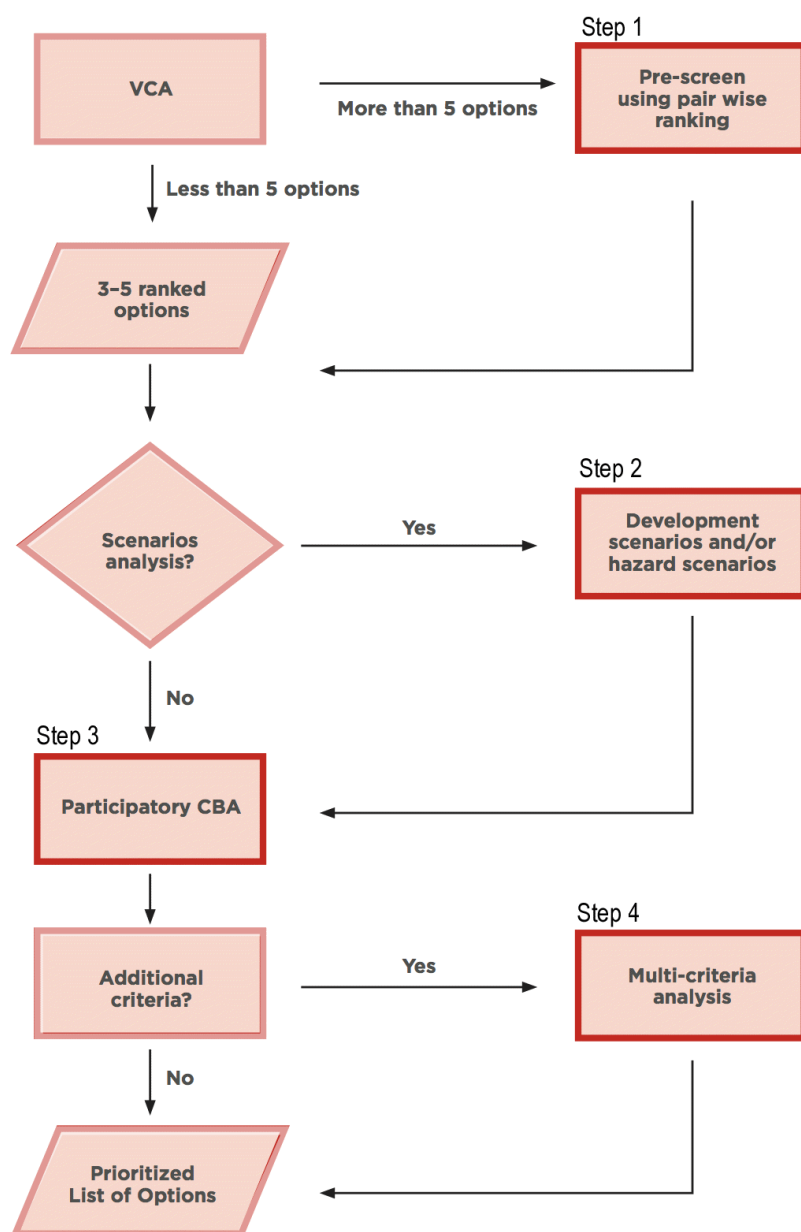 Step 1
VCA
Pre-screen
using pair wise
ranking
More than 5 options
Less than 5 options
3–5 ranked
options
Step 2
Scenarios
analysis?
Yes
Development
scenarios and/or
hazard scenarios
No
Step 3
Participatory CBA
Step 4
Additional
criteria?
Yes
Multi-criteria
analysis
No
Prioritized
List of Options